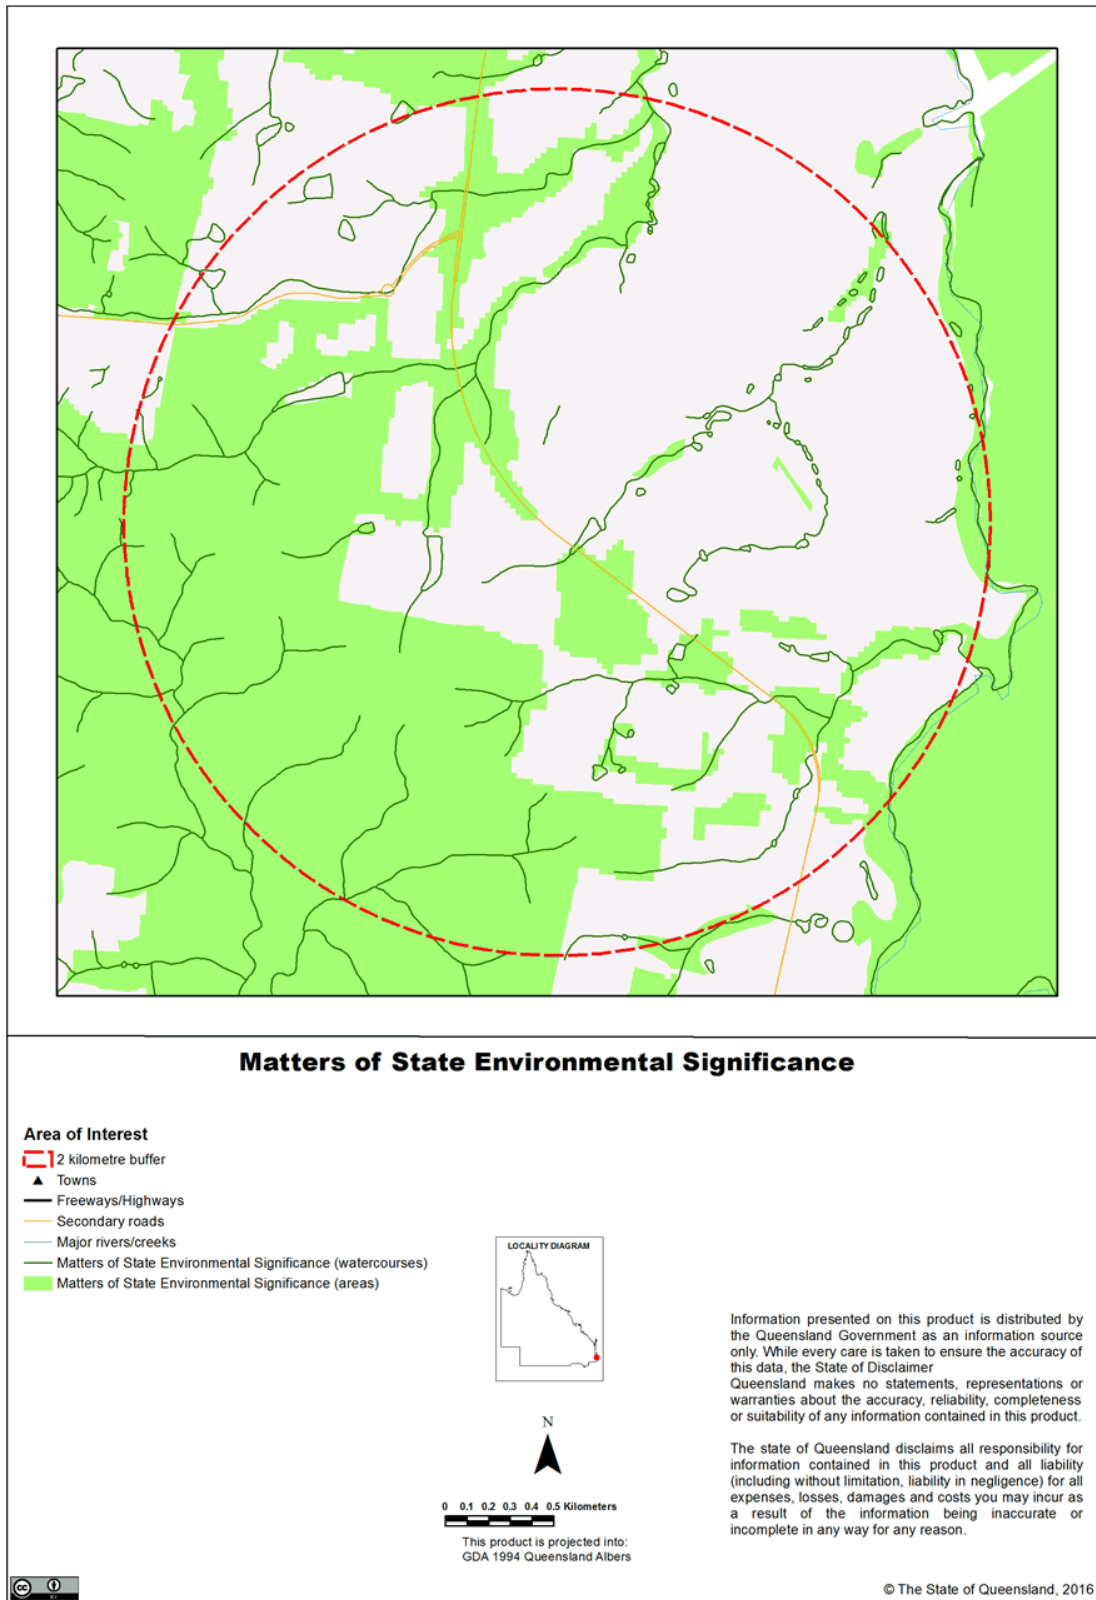 Matters of State Environmental Significance
Area of Interest
2 kilometre buffer
Towns
Freeways/Highways
Secondary roads
Major rivers/creeks
Matters of State Environmental Significance (watercourses)
Matters of State Environmental Significance (areas)
LOCALITY DIAGRAM
N
0 0.1 0.2 0.3 0.4 0.5 Kilometers
This product is projected into:
GDA 1994 Queensland Albers
Information presented on this product is distributed by
the Queensland Government as an information source
only. While every care is taken to ensure the accuracy of
this data, the State of Disclaimer
Queensland makes no statements, representations or
warranties about the accuracy, reliability, completeness
or suitability of any information contained in this product.
The state of Queensland disclaims all responsibility for
information contained in this product and all liability
(including without limitation, liability in negligence) for all
expenses, losses, damages and costs you may incur as
a result of the information being inaccurate or
incomplete in any way for any reason.
cc
BY
© The State of Queensland, 2016